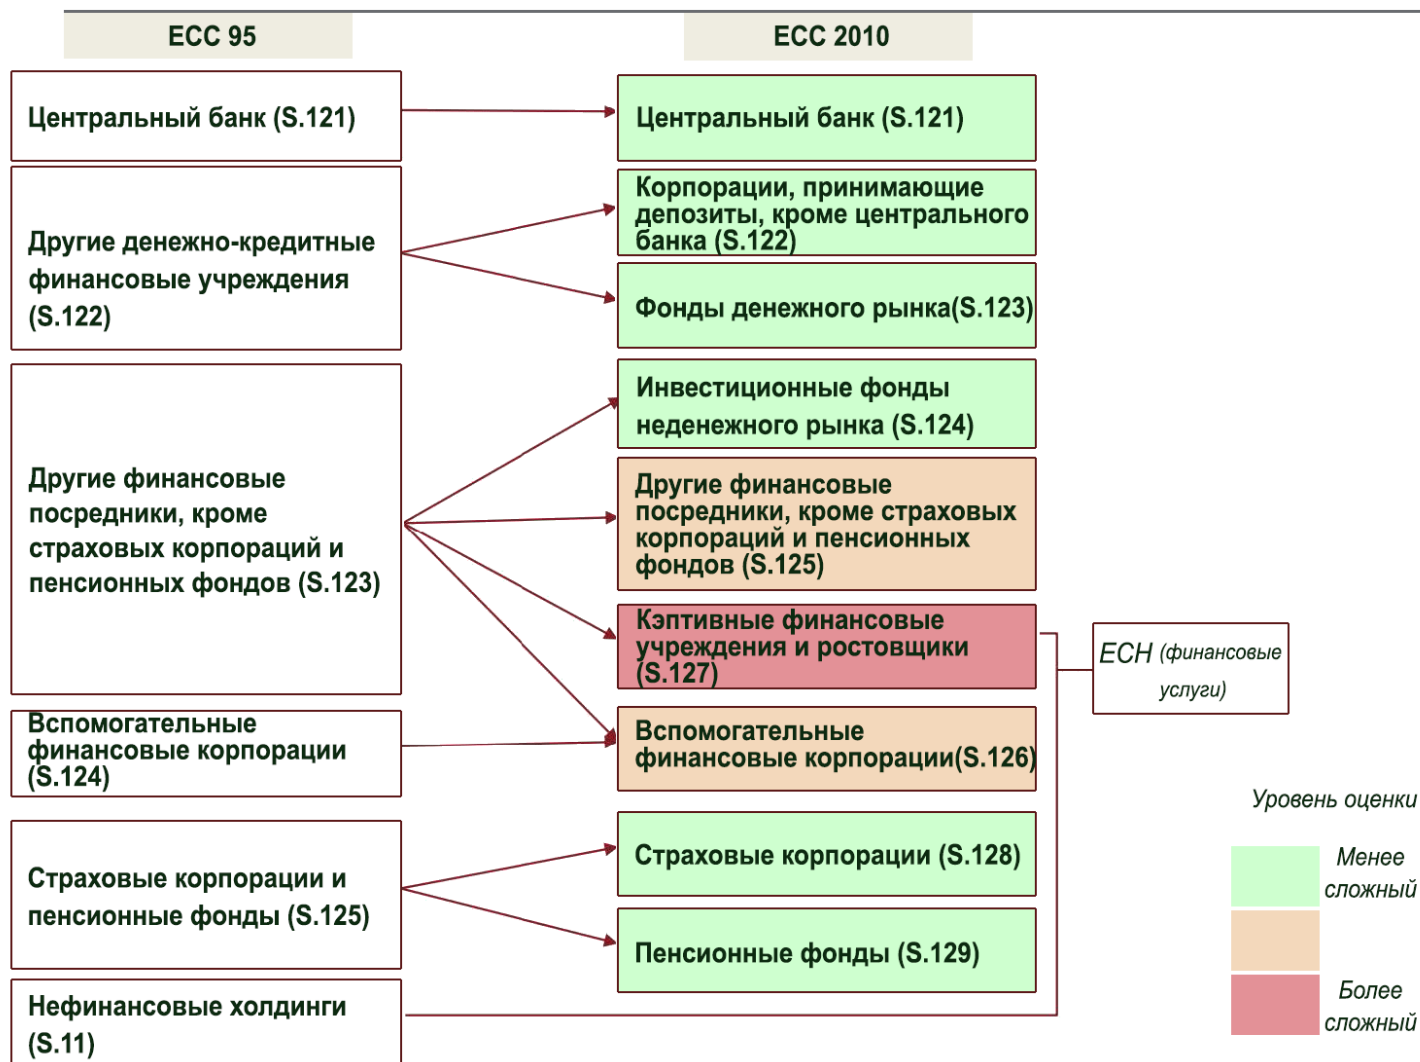 ЕСС 95
ЕСС 2010
Центральный банк (S.121)
Центральный банк (S.121)
Другие денежно-кредитные
финансовые учреждения
(S.122)
Корпорации, принимающие
депозиты, кроме центрального
банка (S.122)
Фонды денежного рынка(S.123)
Другие финансовые
посредники, кроме
страховых корпораций и
пенсионных фондов (S.123)
Инвестиционные фонды
неденежного рынка (S.124)
Другие финансовые
посредники, кроме страховых
корпораций и пенсионных
фондов (S.125)
Кэптивные финансовые
учреждения и ростовщики
(S.127)
ЕСН (финансовые
услуги)
Вспомогательные
финансовые корпорации
(S.124)
Вспомогательные
финансовые корпорации(S.126)
Страховые корпорации и
пенсионные фонды (S.125)
Страховые корпорации (S.128)
Пенсионные фонды (S.129)
Нефинансовые холдинги
(S.11)
Уровень оценки
Менее
сложный
Более
сложный